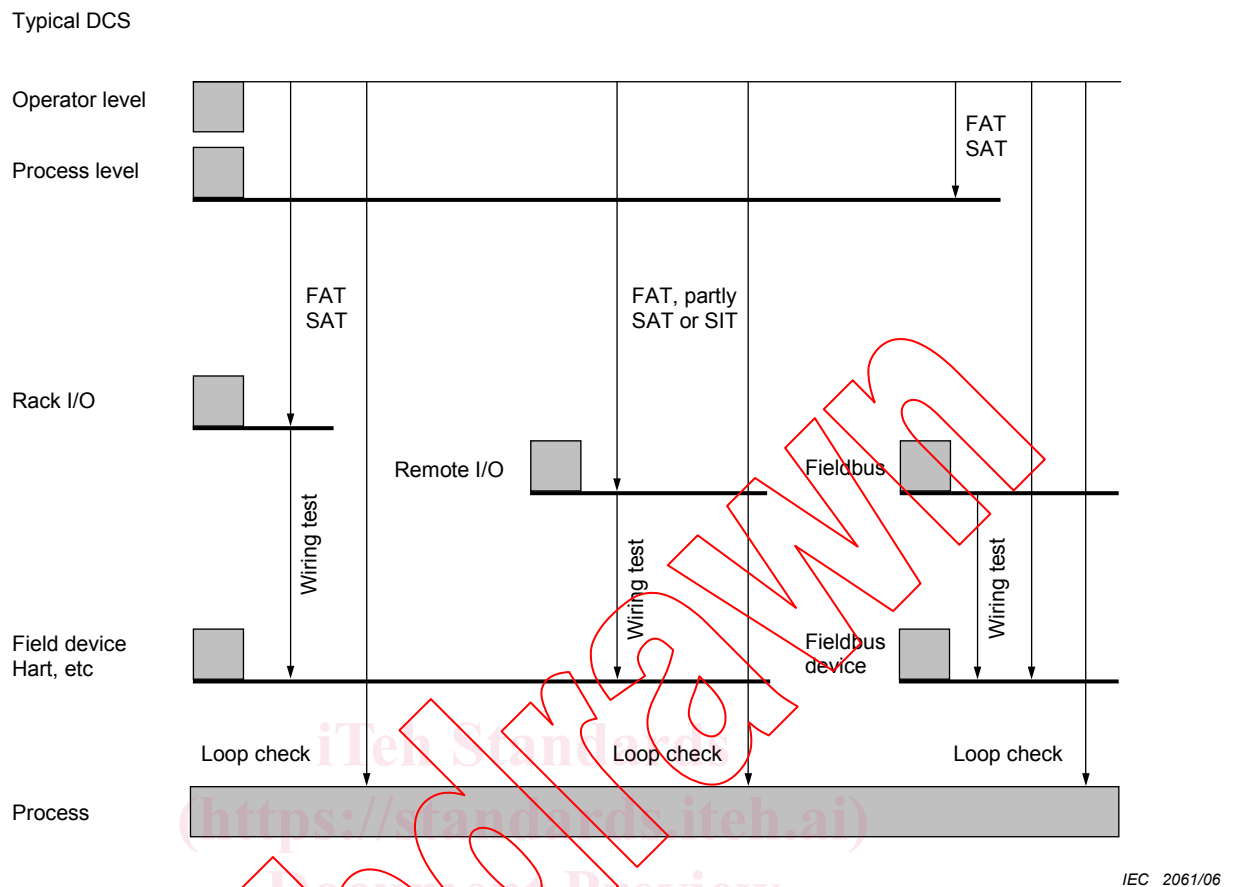 Typical DCS
Operator level
FAT
SAT
Process level
FAT
SAT
FAT, partly
SAT or SIT
Rack I/O
Remote I/O
Fieldbus
Wiring test
Wiring test
Wiring test
Field device
Hart, etc
Fieldbus
device
iTeh Standards
Loop check
Loop check
Loop check
(https://standards.iteh.ai)
Process
Document Preview
IEC 2061/06